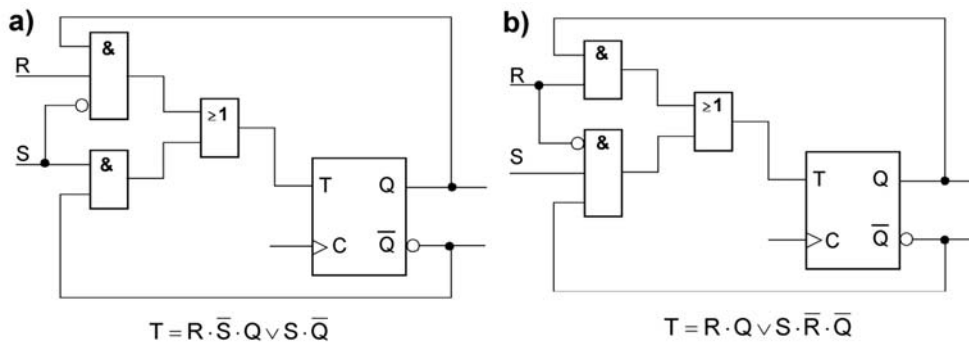 a)
R
S
&
&
≥1
T Q
C Q̅
T = R · S̅ · Q ∨ S · Q̅
b)
R
S
&
&
≥1
T Q
C Q̅
T = R · Q ∨ S · R̅ · Q̅